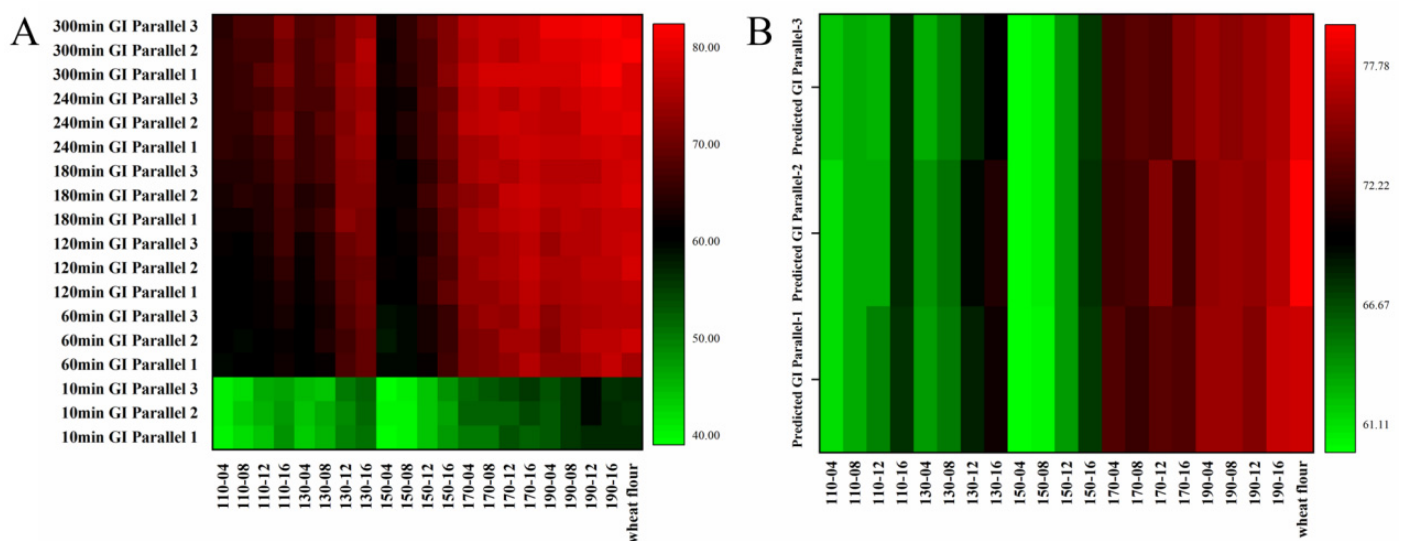 A
300min GI Parallel 3
300min GI Parallel 2
300min GI Parallel 1
240min GI Parallel 3
240min GI Parallel 2
240min GI Parallel 1
180min GI Parallel 3
180min GI Parallel 2
180min GI Parallel 1
120min GI Parallel 3
120min GI Parallel 2
120min GI Parallel 1
60min GI Parallel 3
60min GI Parallel 2
60min GI Parallel 1
10min GI Parallel 3
10min GI Parallel 2
10min GI Parallel 1
110-04
110-08
110-12
110-16
130-04
130-08
130-12
130-16
150-04
150-08
150-12
150-16
170-04
170-08
170-12
170-16
190-04
190-08
190-12
190-16
wheat flour
80.00
70.00
60.00
50.00
40.00
B
Predicted GI Parallel-3
Predicted GI Parallel-2
Predicted GI Parallel-1
110-04
110-08
110-12
110-16
130-04
130-08
130-12
130-16
150-04
150-08
150-12
150-16
170-04
170-08
170-12
170-16
190-04
190-08
190-12
190-16
wheat flour
77.78
72.22
66.67
61.11